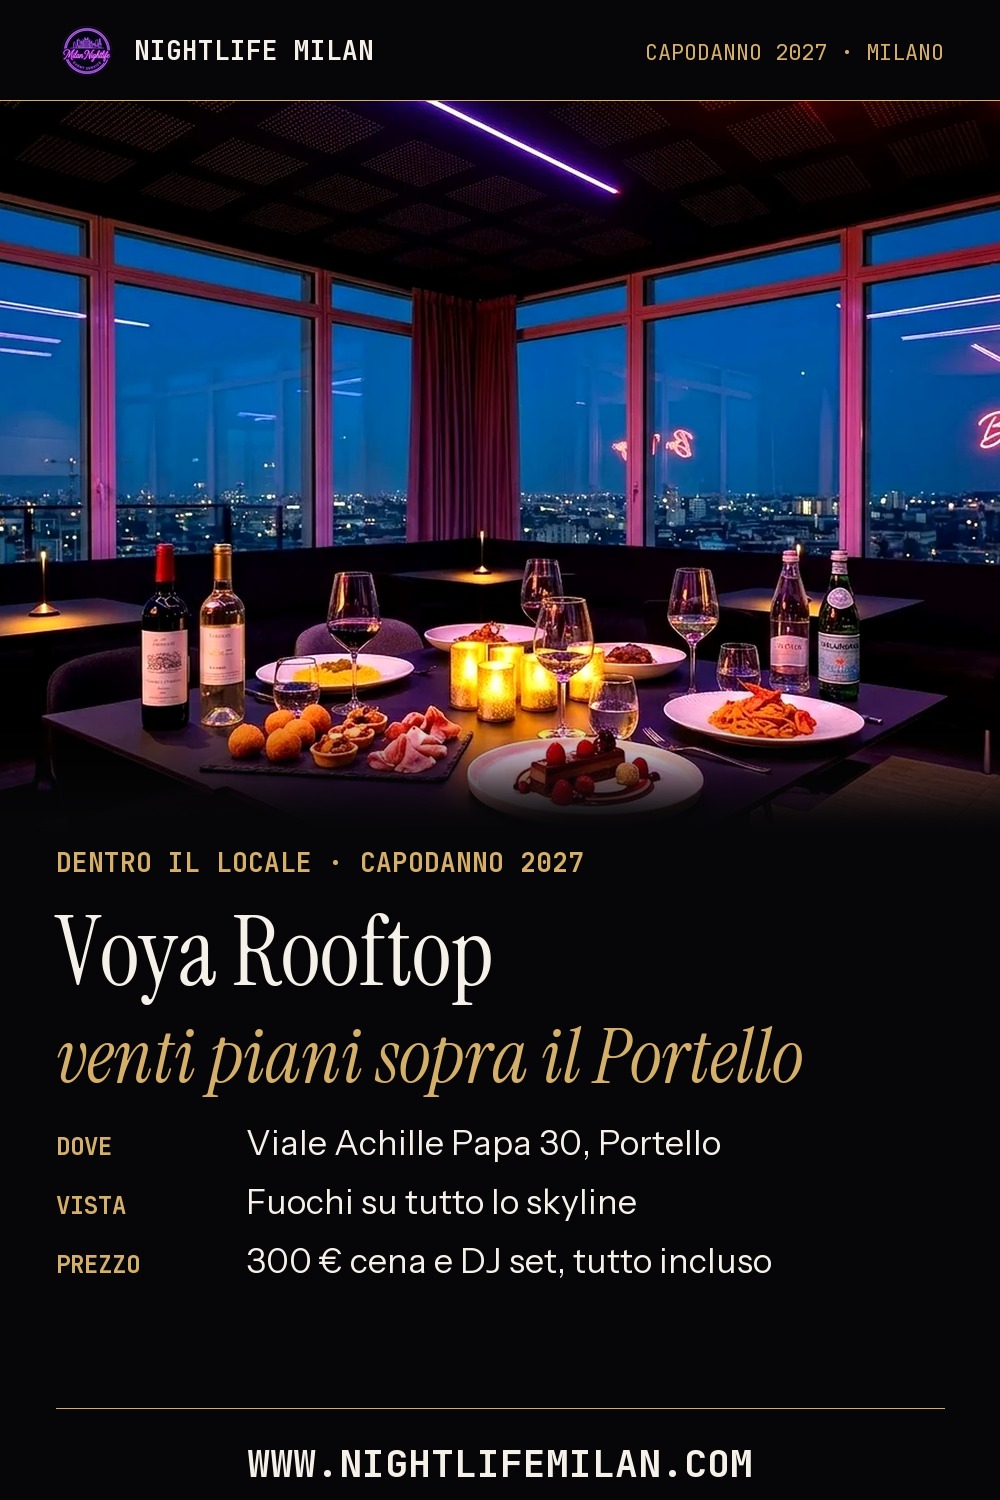 Milan Nightlife
NIGHTLIFE MILAN
CAPODANNO 2027 · MILANO
DENTRO IL LOCALE · CAPODANNO 2027
Voya Rooftop
venti piani sopra il Portello
DOVE Viale Achille Papa 30, Portello
VISTA Fuochi su tutto lo skyline
PREZZO 300 € cena e DJ set, tutto incluso
WWW.NIGHTLIFEMILAN.COM